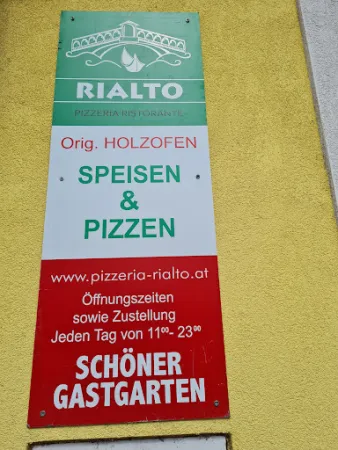 RIALTO
PIZZERIA RISTORANTE
Orig. HOLZOFEN
SPEISEN
&
PIZZEN
www.pizzeria-rialto.at
Öffnungszeiten
sowie Zustellung
Jeden Tag von 11⁰⁰- 23⁰⁰
SCHÖNER
GASTGARTEN